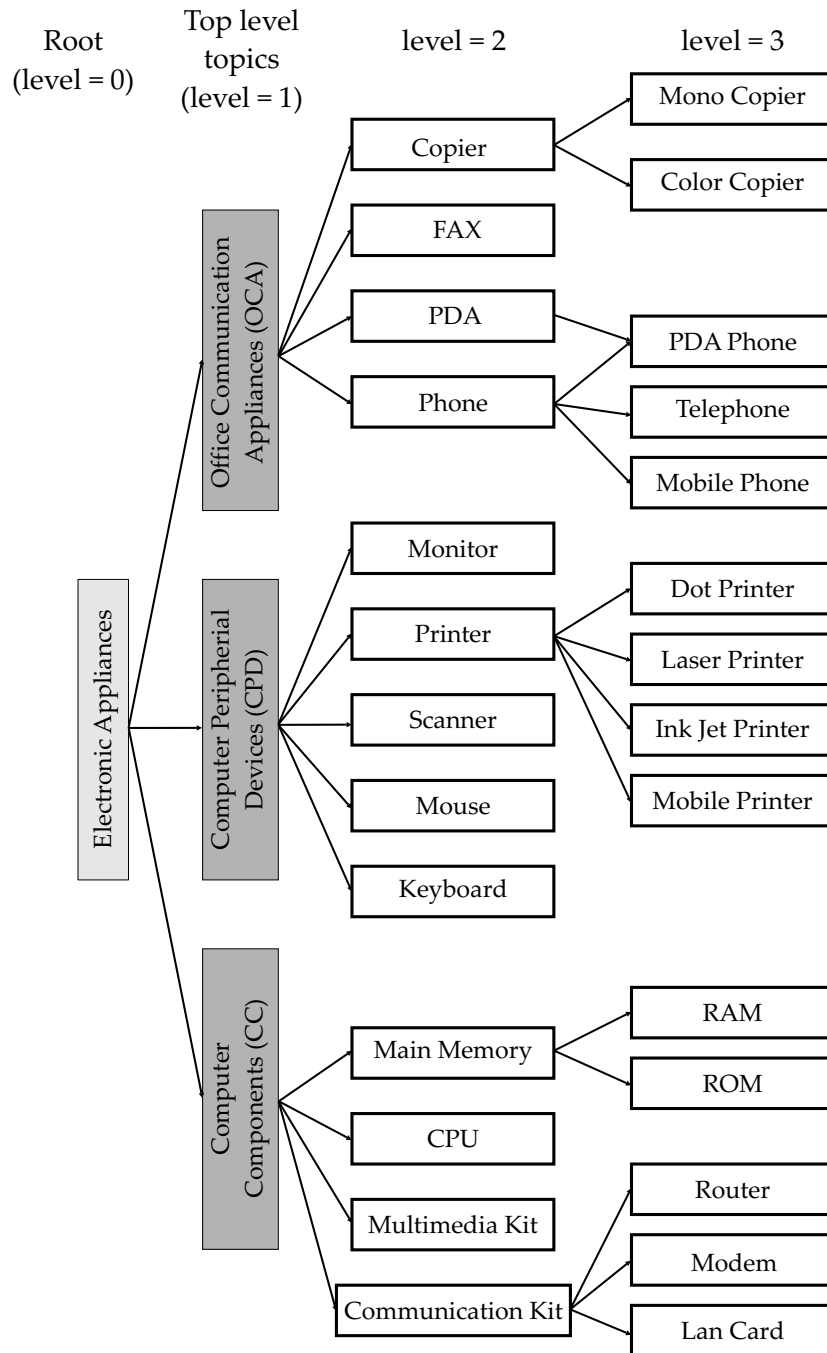 Root
(level = 0)
Top level
topics
(level = 1)
level = 2
level = 3
Electronic Appliances
Office Communication
Appliances (OCA)
Copier
FAX
PDA
Phone
Mono Copier
Color Copier
PDA Phone
Telephone
Mobile Phone
Computer Peripherial
Devices (CPD)
Monitor
Printer
Scanner
Mouse
Keyboard
Dot Printer
Laser Printer
Ink Jet Printer
Mobile Printer
Computer
Components (CC)
Main Memory
CPU
Multimedia Kit
Communication Kit
RAM
ROM
Router
Modem
Lan Card